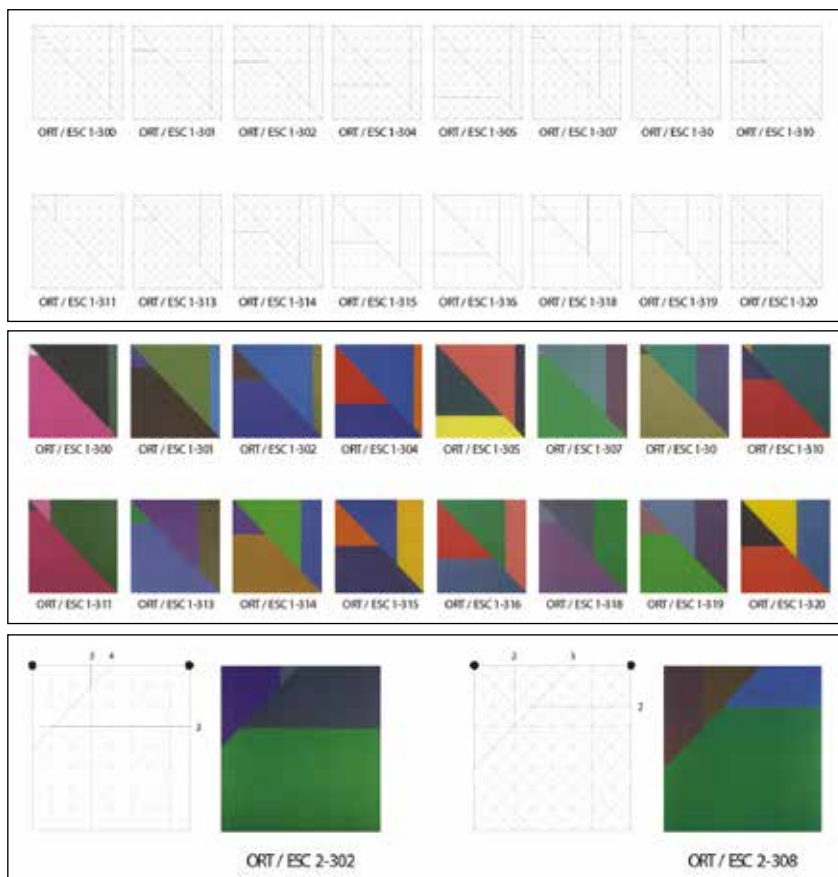 ORT / ESC 1-300 ORT / ESC 1-301 ORT / ESC 1-302 ORT / ESC 1-304 ORT / ESC 1-305 ORT / ESC 1-307 ORT / ESC 1-30 ORT / ESC 1-310
ORT / ESC 1-311 ORT / ESC 1-313 ORT / ESC 1-314 ORT / ESC 1-315 ORT / ESC 1-316 ORT / ESC 1-318 ORT / ESC 1-319 ORT / ESC 1-320
ORT / ESC 1-300 ORT / ESC 1-301 ORT / ESC 1-302 ORT / ESC 1-304 ORT / ESC 1-305 ORT / ESC 1-307 ORT / ESC 1-30 ORT / ESC 1-310
ORT / ESC 1-311 ORT / ESC 1-313 ORT / ESC 1-314 ORT / ESC 1-315 ORT / ESC 1-316 ORT / ESC 1-318 ORT / ESC 1-319 ORT / ESC 1-320
3 4 2
2
ORT / ESC 2-302 ORT / ESC 2-308